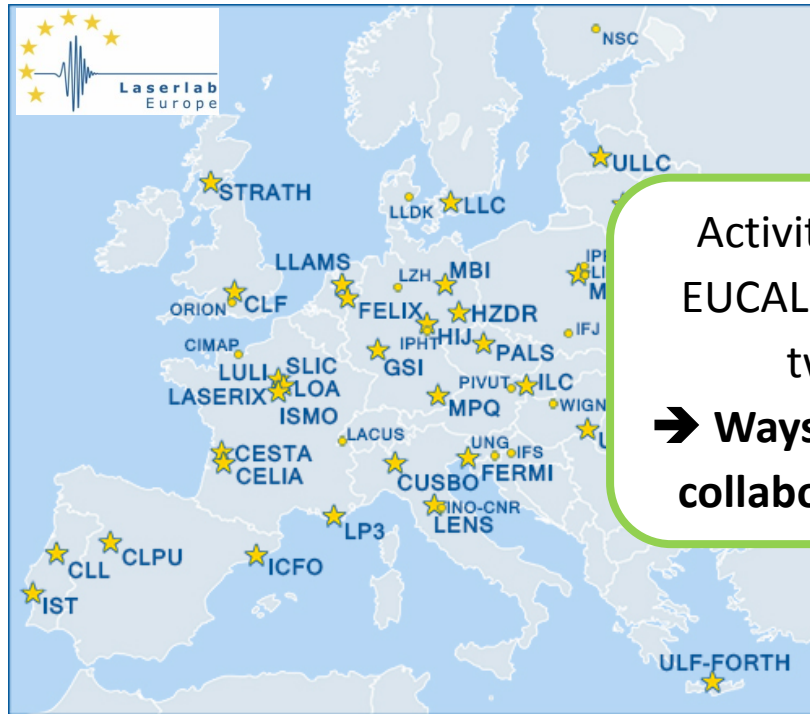 Laserlab
Europe
NSC
ULLC
STRATH
LLDK
LLC
LLAMS
LZH
MBI
ORION
CLF
FELIX
HZDR
IPHT
HIJ
IFJ
CIMAP
GSI
PALS
LULI
SLIC
LASERIX
LOA
ISMO
PIVUT
ILC
MPQ
LACUS
UNG
IFS
CESTA
CELIA
CUSBO
FERMI
INO-CNR
LENS
LP3
CLL
CLPU
ICFO
IST
ULF-FORTH
Activit
EUCAL
tw
➔ Ways
collabo